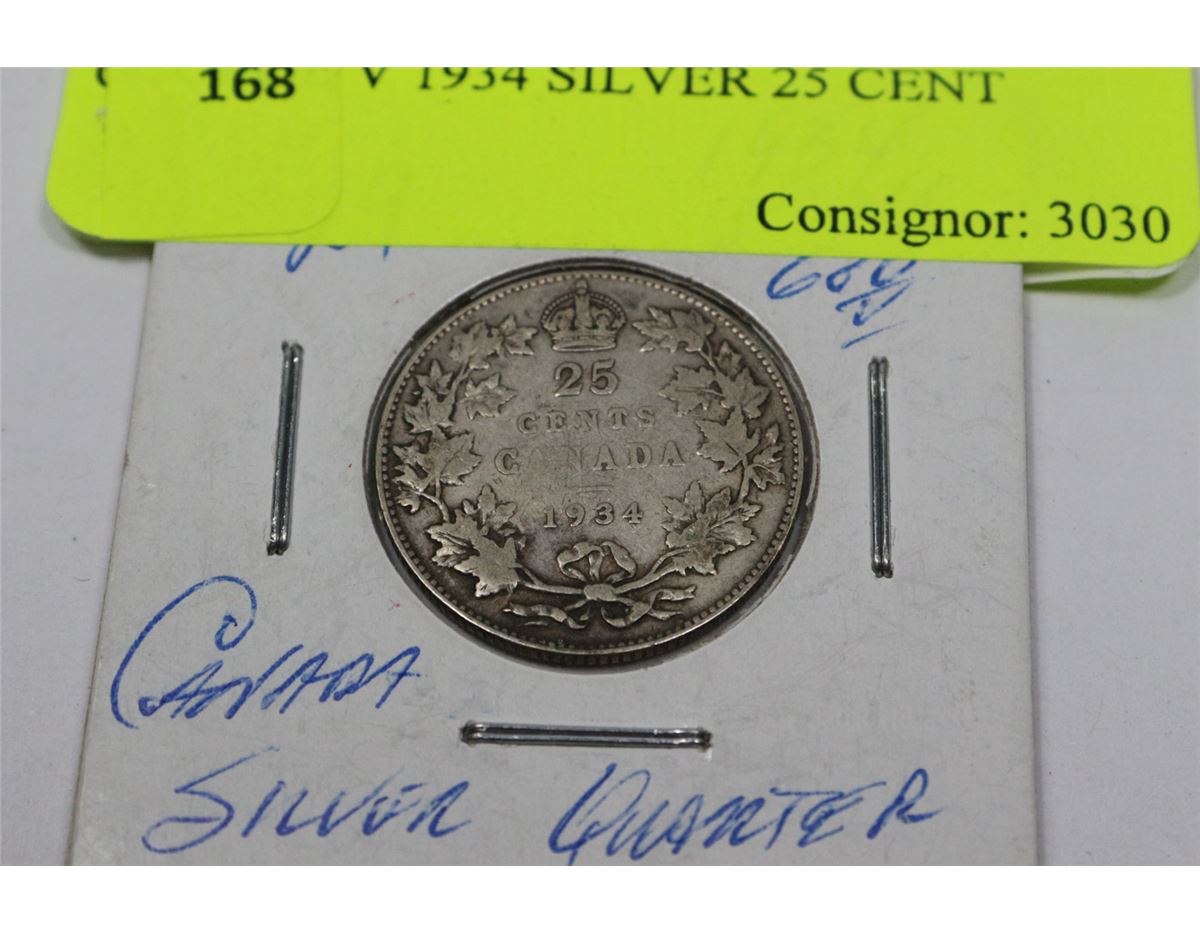 168 V 1934 SILVER 25 CENT
Consignor: 3030
25
CENTS
CANADA
1934
CANADA
SILVER QUARTER